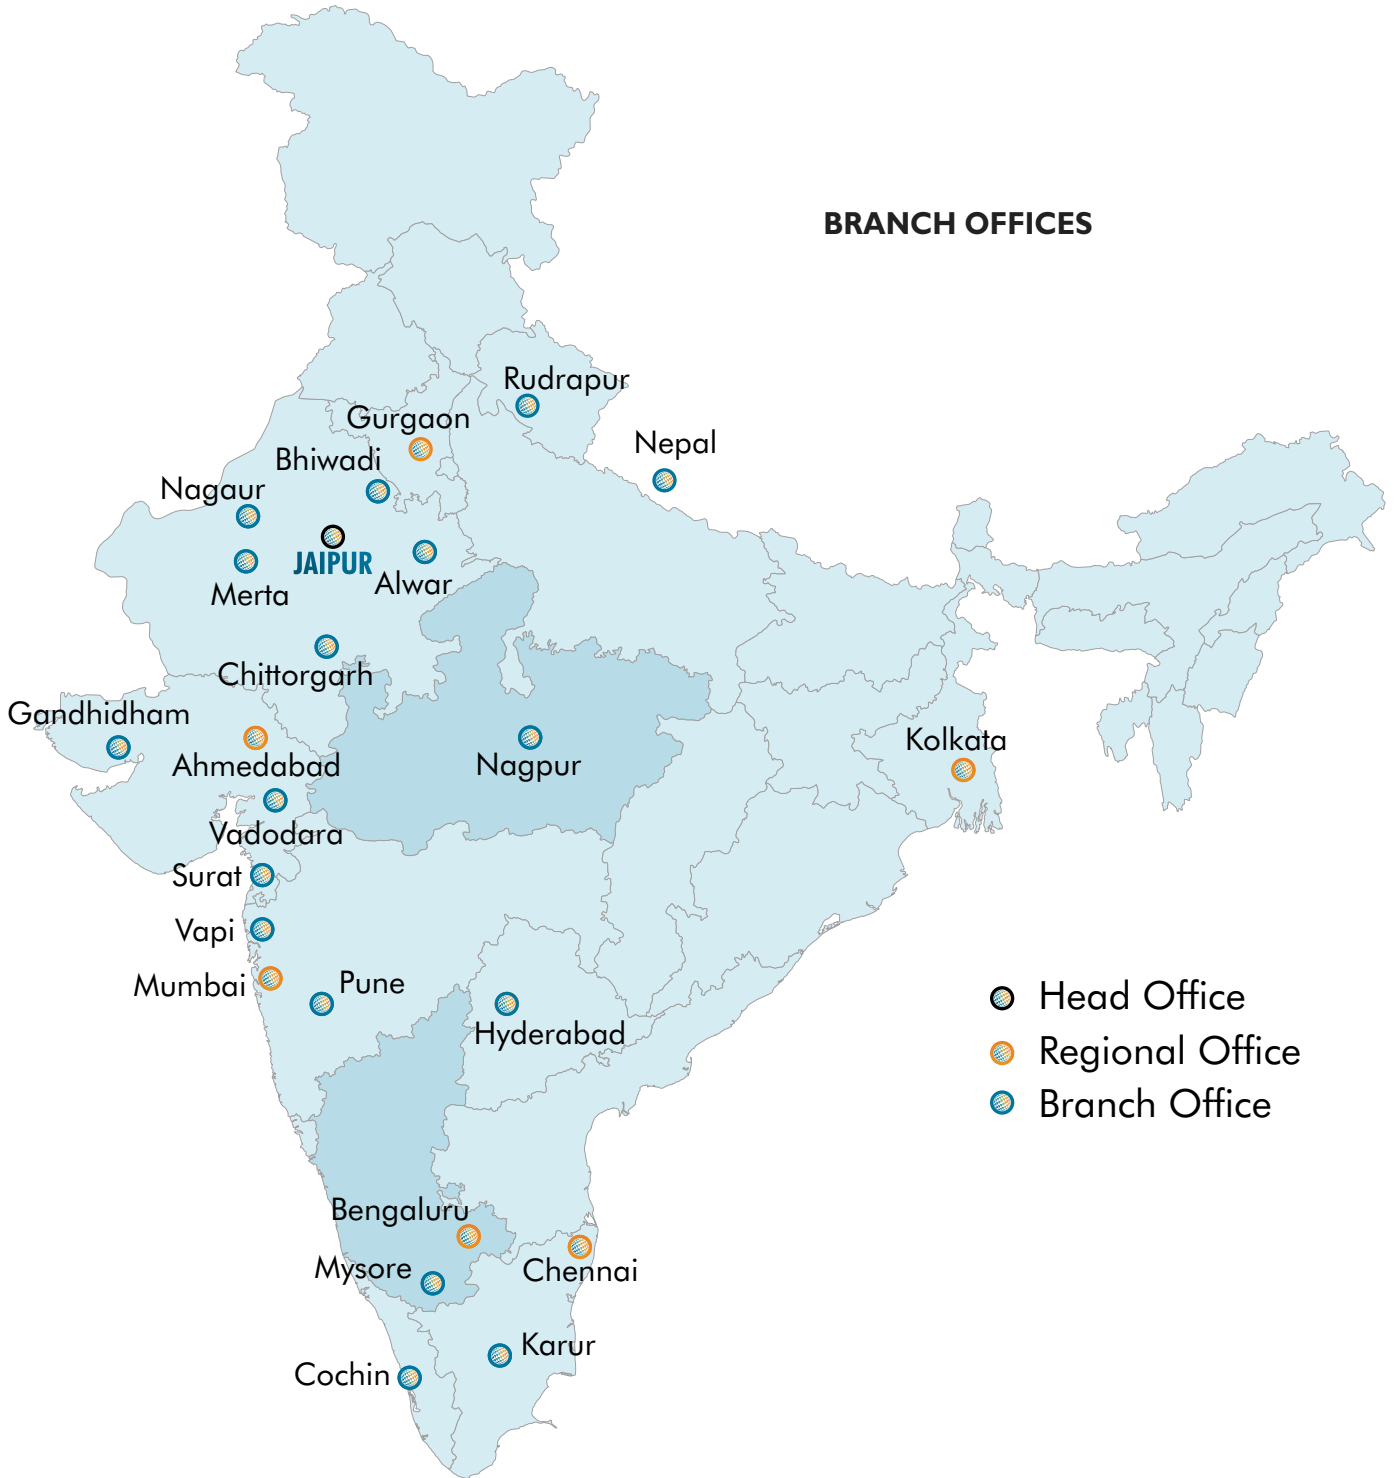 BRANCH OFFICES
Rudrapur
Gurgaon
Nepal
Bhiwadi
Nagaur
JAIPUR
Alwar
Merta
Chittorgarh
Gandhidham
Kolkata
Ahmedabad
Nagpur
Vadodara
Surat
Vapi
Mumbai
Pune
Hyderabad
Head Office
Regional Office
Branch Office
Bengaluru
Mysore
Chennai
Karur
Cochin